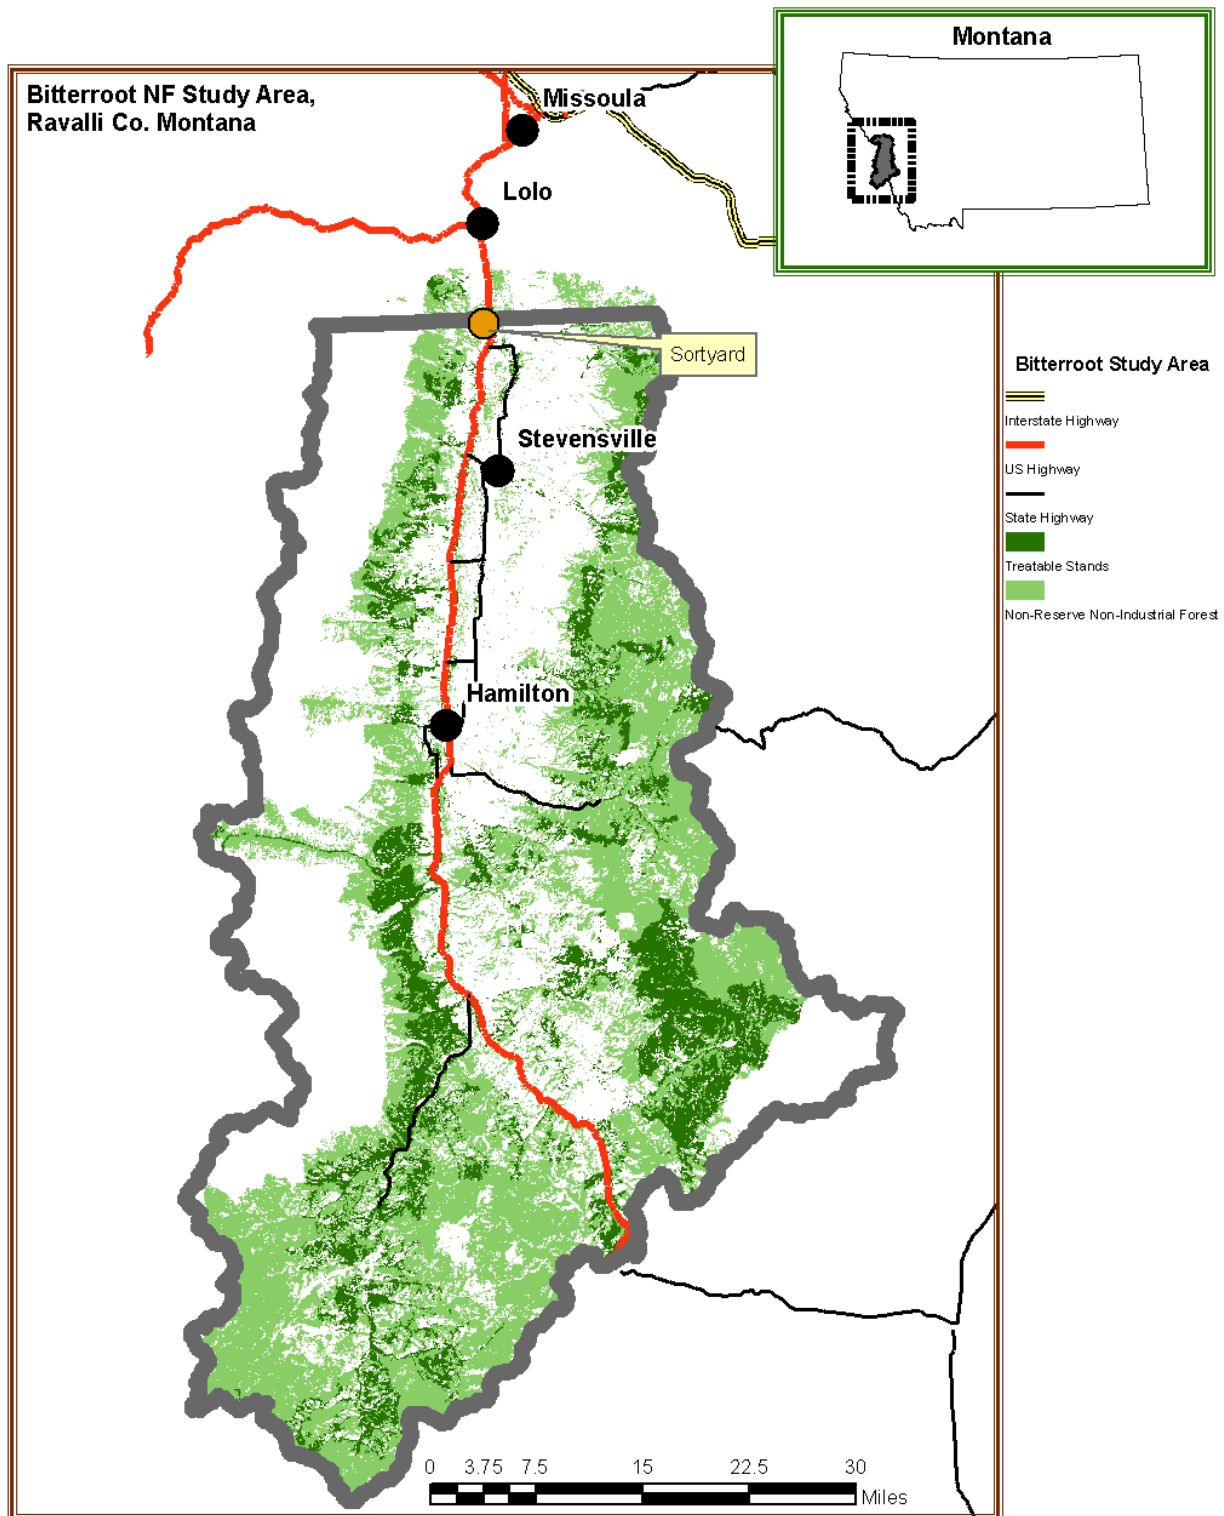 Montana
Bitterroot NF Study Area,
Ravalli Co. Montana
Missoula
Lolo
Sortyard
Stevensville
Hamilton
Bitterroot Study Area
Interstate Highway
US Highway
State Highway
Treatable Stands
Non-Reserve Non-Industrial Forest
0 3.75 7.5 15 22.5 30
Miles